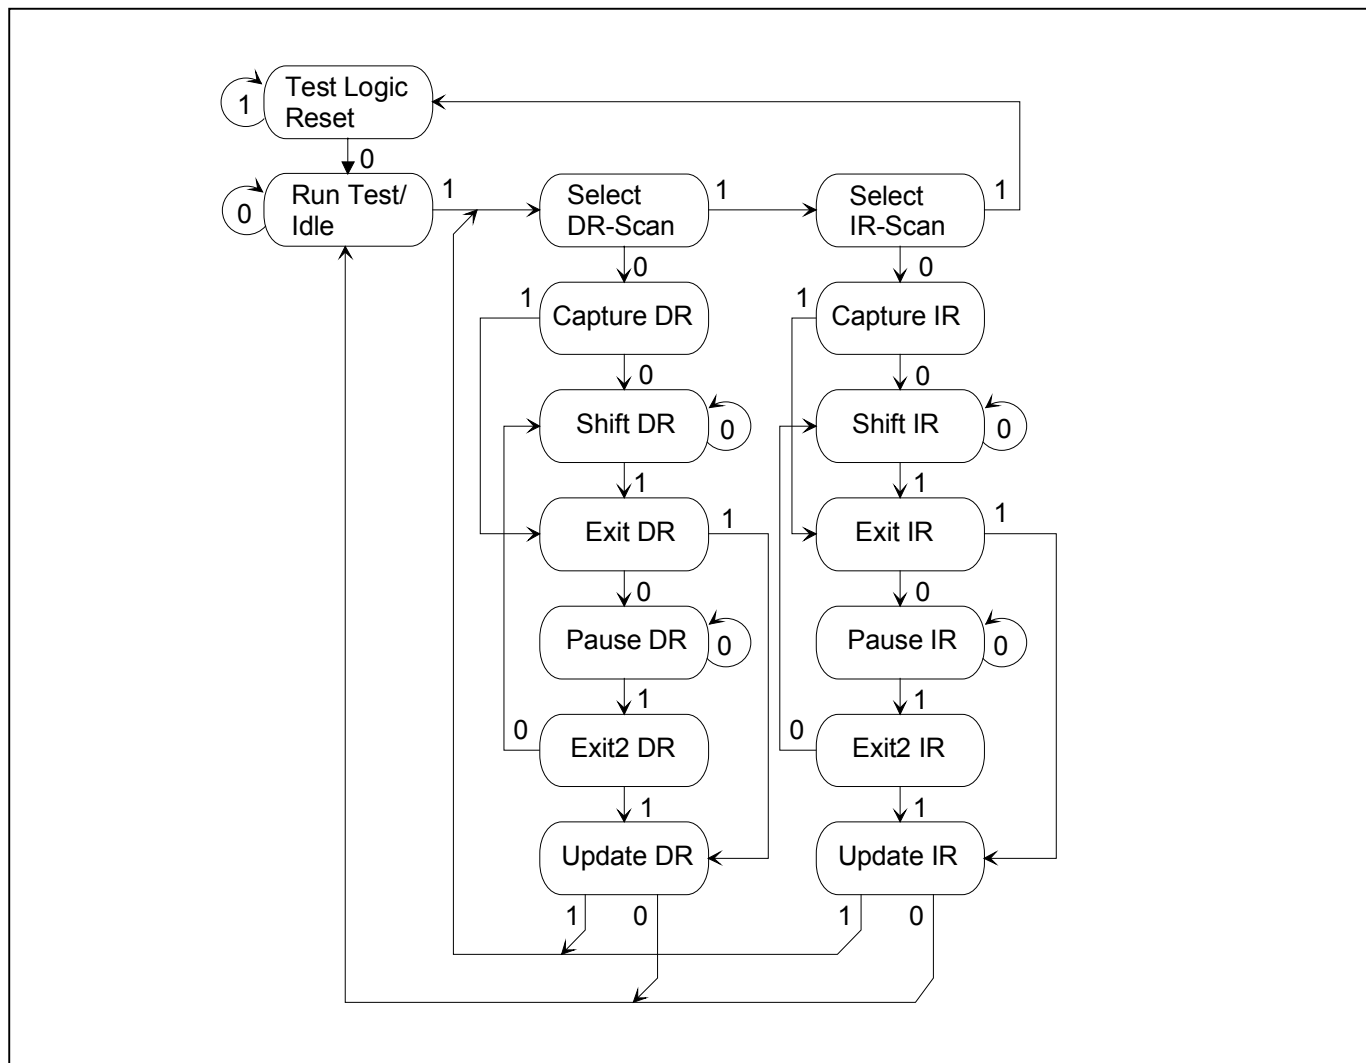 Test Logic
Reset
1
0
Run Test/
Idle
0
1
Select
DR-Scan
1
Select
IR-Scan
1
0
0
1
Capture DR
1
Capture IR
0
0
Shift DR
0
Shift IR
0
1
1
Exit DR
1
Exit IR
1
0
0
Pause DR
0
Pause IR
0
1
1
0
Exit2 DR
0
Exit2 IR
1
1
Update DR
Update IR
1
0
1
0